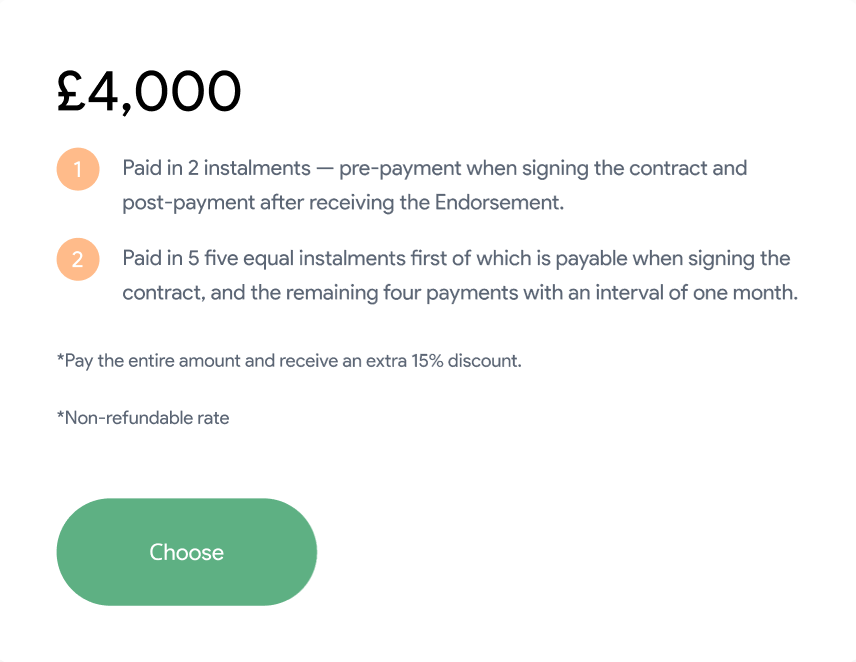 £4,000
1
Paid in 2 instalments — pre-payment when signing the contract and
post-payment after receiving the Endorsement.
2
Paid in 5 five equal instalments first of which is payable when signing the
contract, and the remaining four payments with an interval of one month.
*Pay the entire amount and receive an extra 15% discount.
*Non-refundable rate
Choose